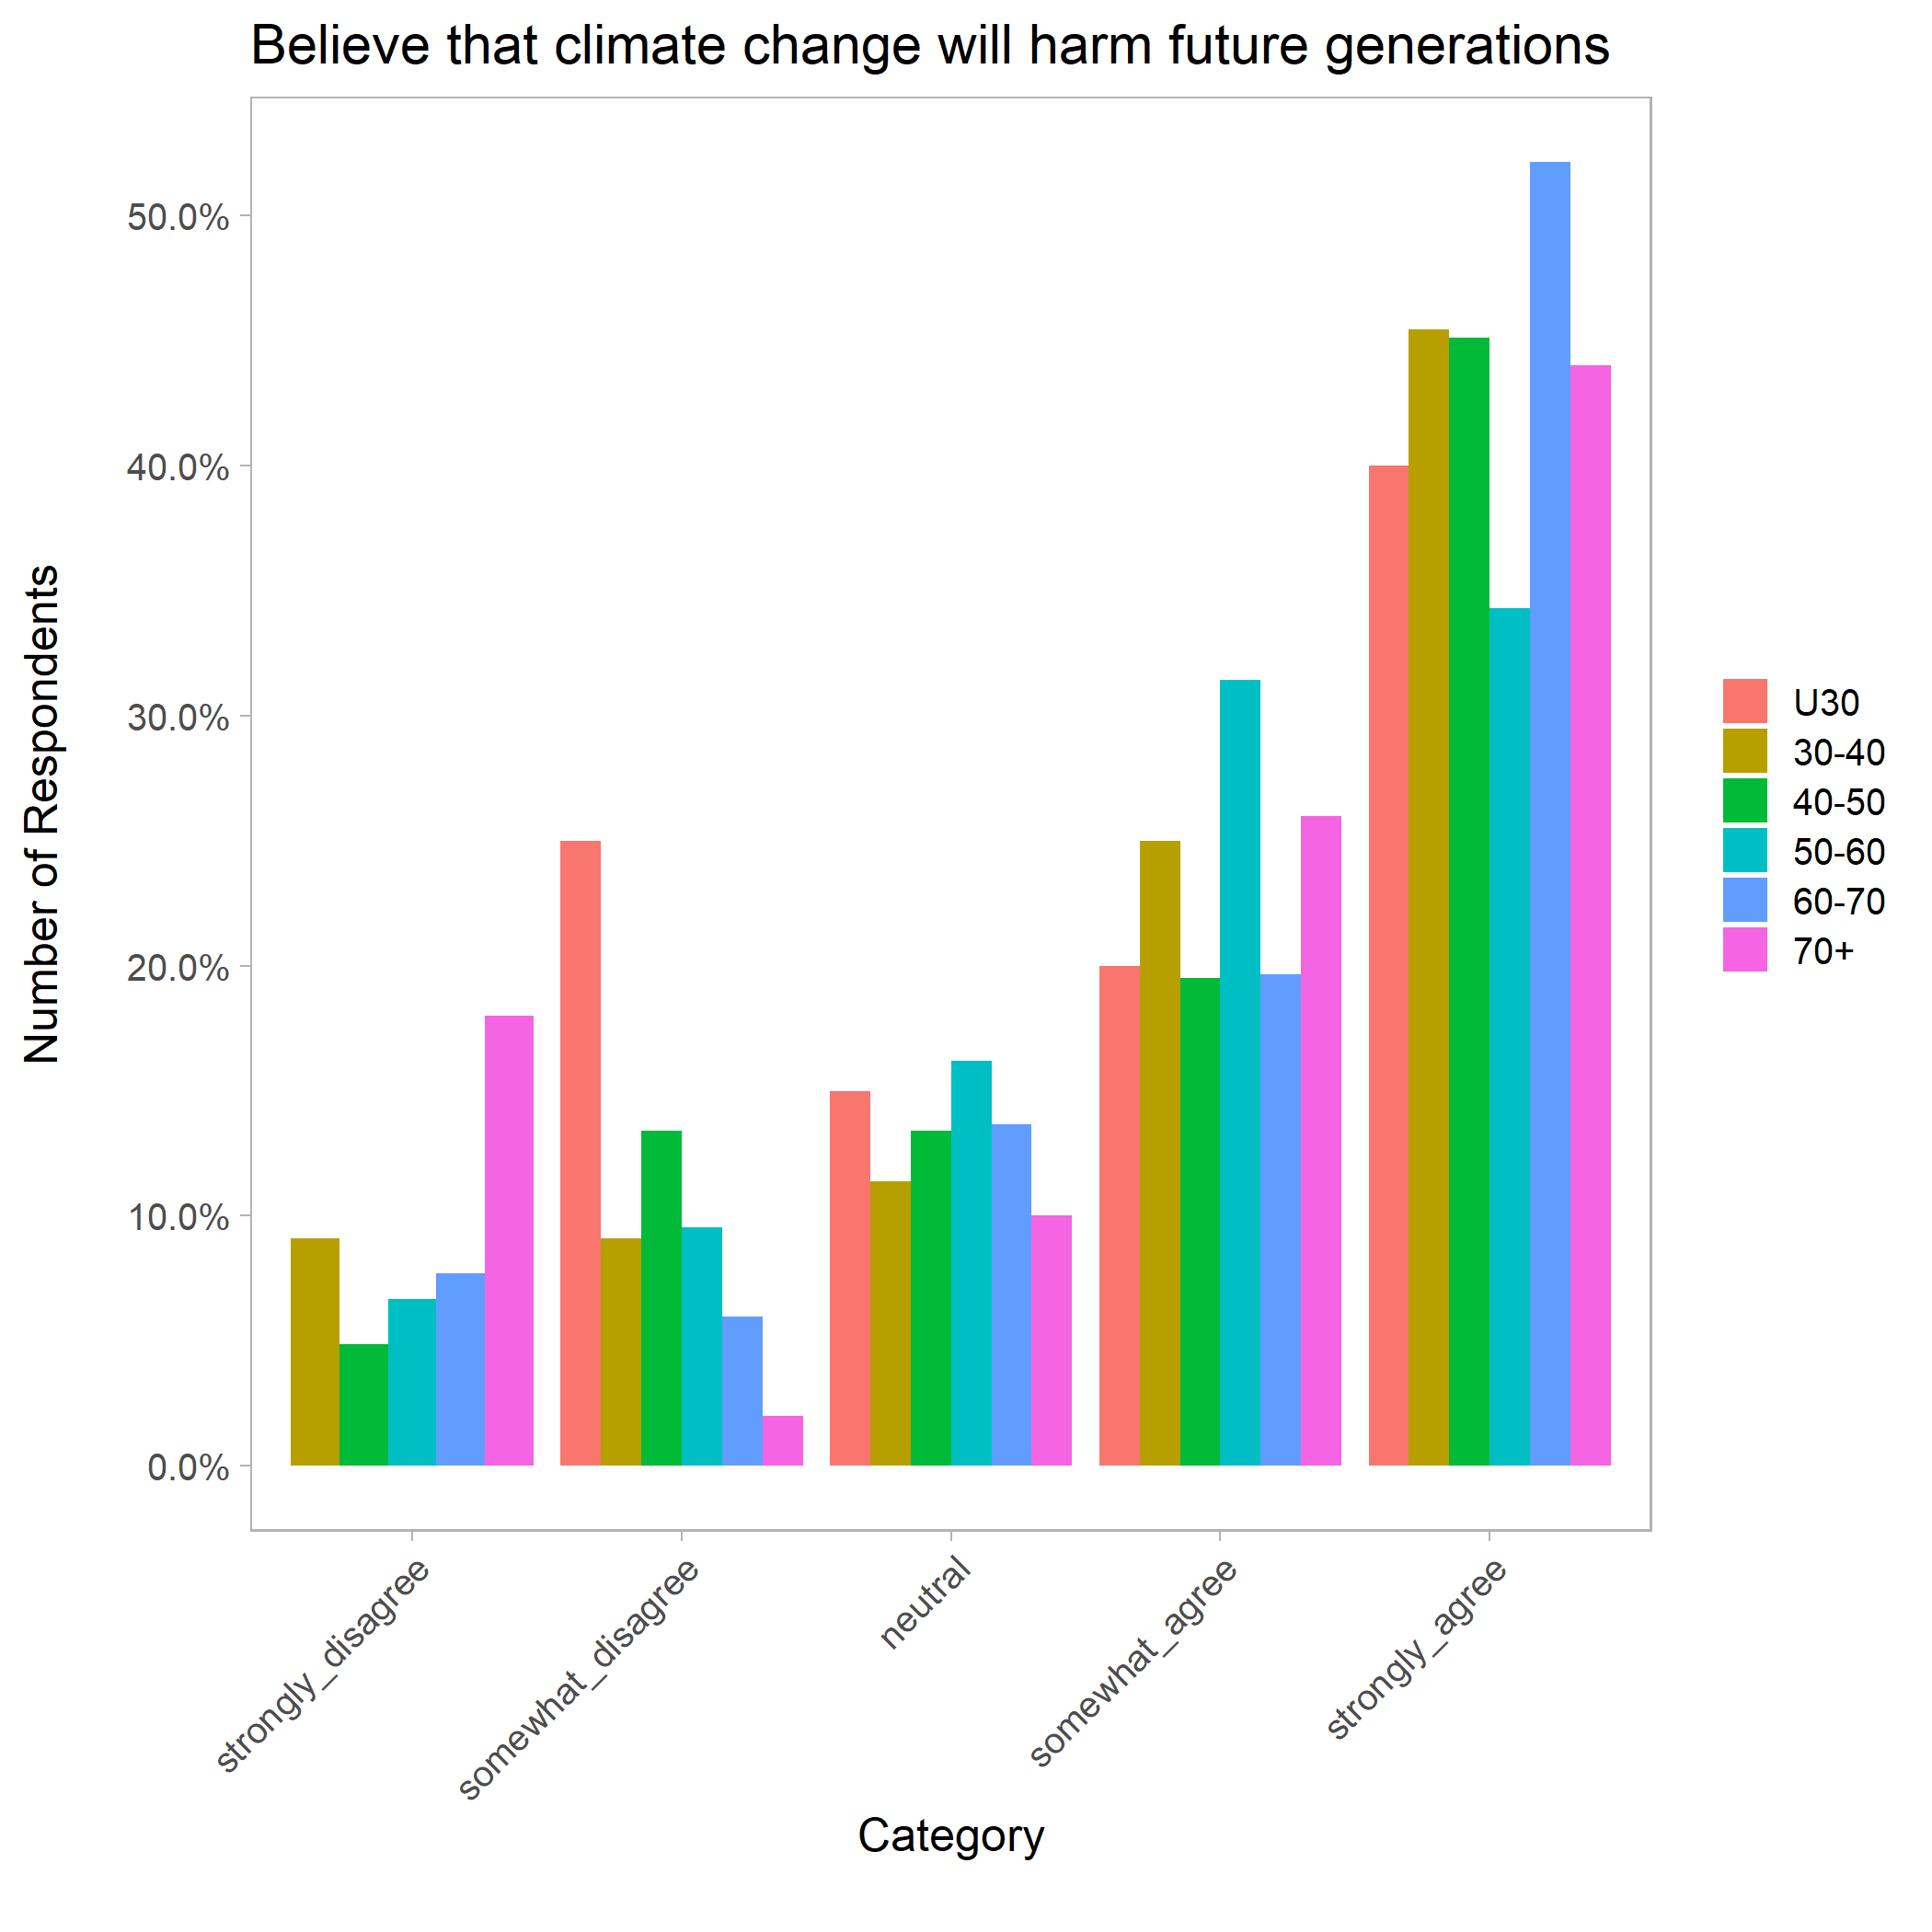 Believe that climate change will harm future generations
Number of Respondents
50.0%
40.0%
30.0%
20.0%
10.0%
0.0%
strongly_disagree
somewhat_disagree
neutral
somewhat_agree
strongly_agree
Category
U30
30-40
40-50
50-60
60-70
70+